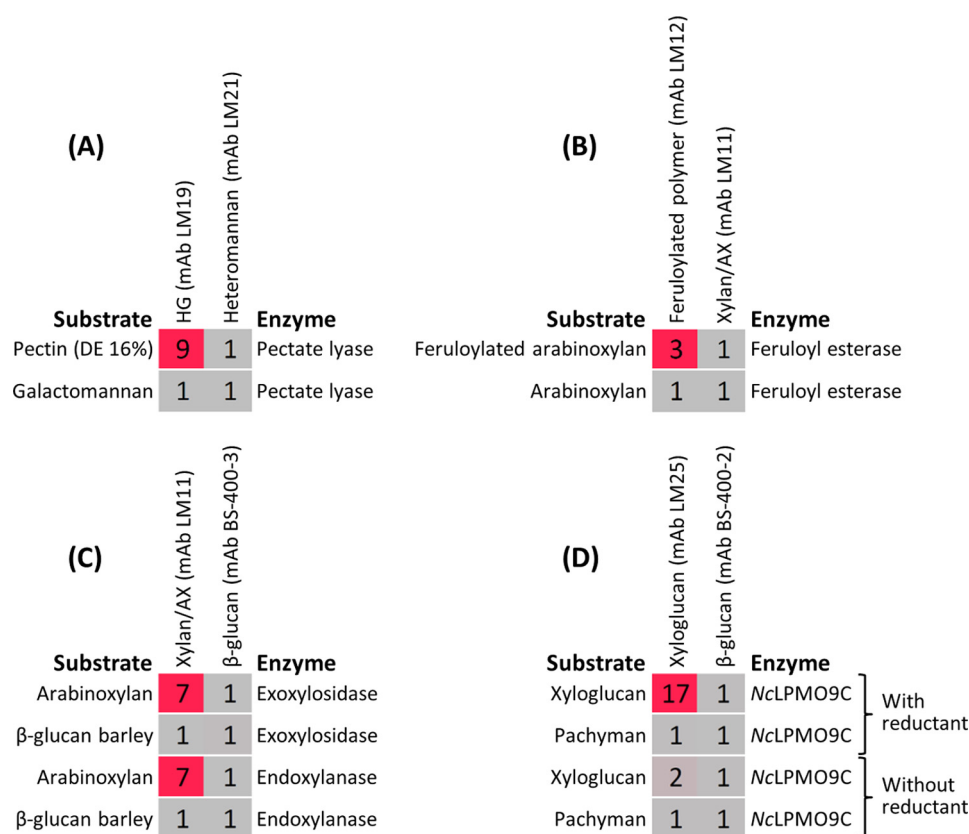 (A)
HG (mAb LM19)
Heteromannan (mAb LM21)
Substrate Enzyme
Pectin (DE 16%) 9 1 Pectate lyase
Galactomannan 1 1 Pectate lyase
(B)
Feruloylated polymer (mAb LM12)
Xylan/AX (mAb LM11)
Substrate Enzyme
Feruloylated arabinoxylan 3 1 Feruloyl esterase
Arabinoxylan 1 1 Feruloyl esterase
(C)
Xylan/AX (mAb LM11)
β-glucan (mAb BS-400-3)
Substrate Enzyme
Arabinoxylan 7 1 Exoxylosidase
β-glucan barley 1 1 Exoxylosidase
Arabinoxylan 7 1 Endoxylanase
β-glucan barley 1 1 Endoxylanase
(D)
Xyloglucan (mAb LM25)
β-glucan (mAb BS-400-2)
Substrate Enzyme
Xyloglucan 17 1 NcLPMO9C
Pachyman 1 1 NcLPMO9C
With
reductant
Xyloglucan 2 1 NcLPMO9C
Pachyman 1 1 NcLPMO9C
Without
reductant